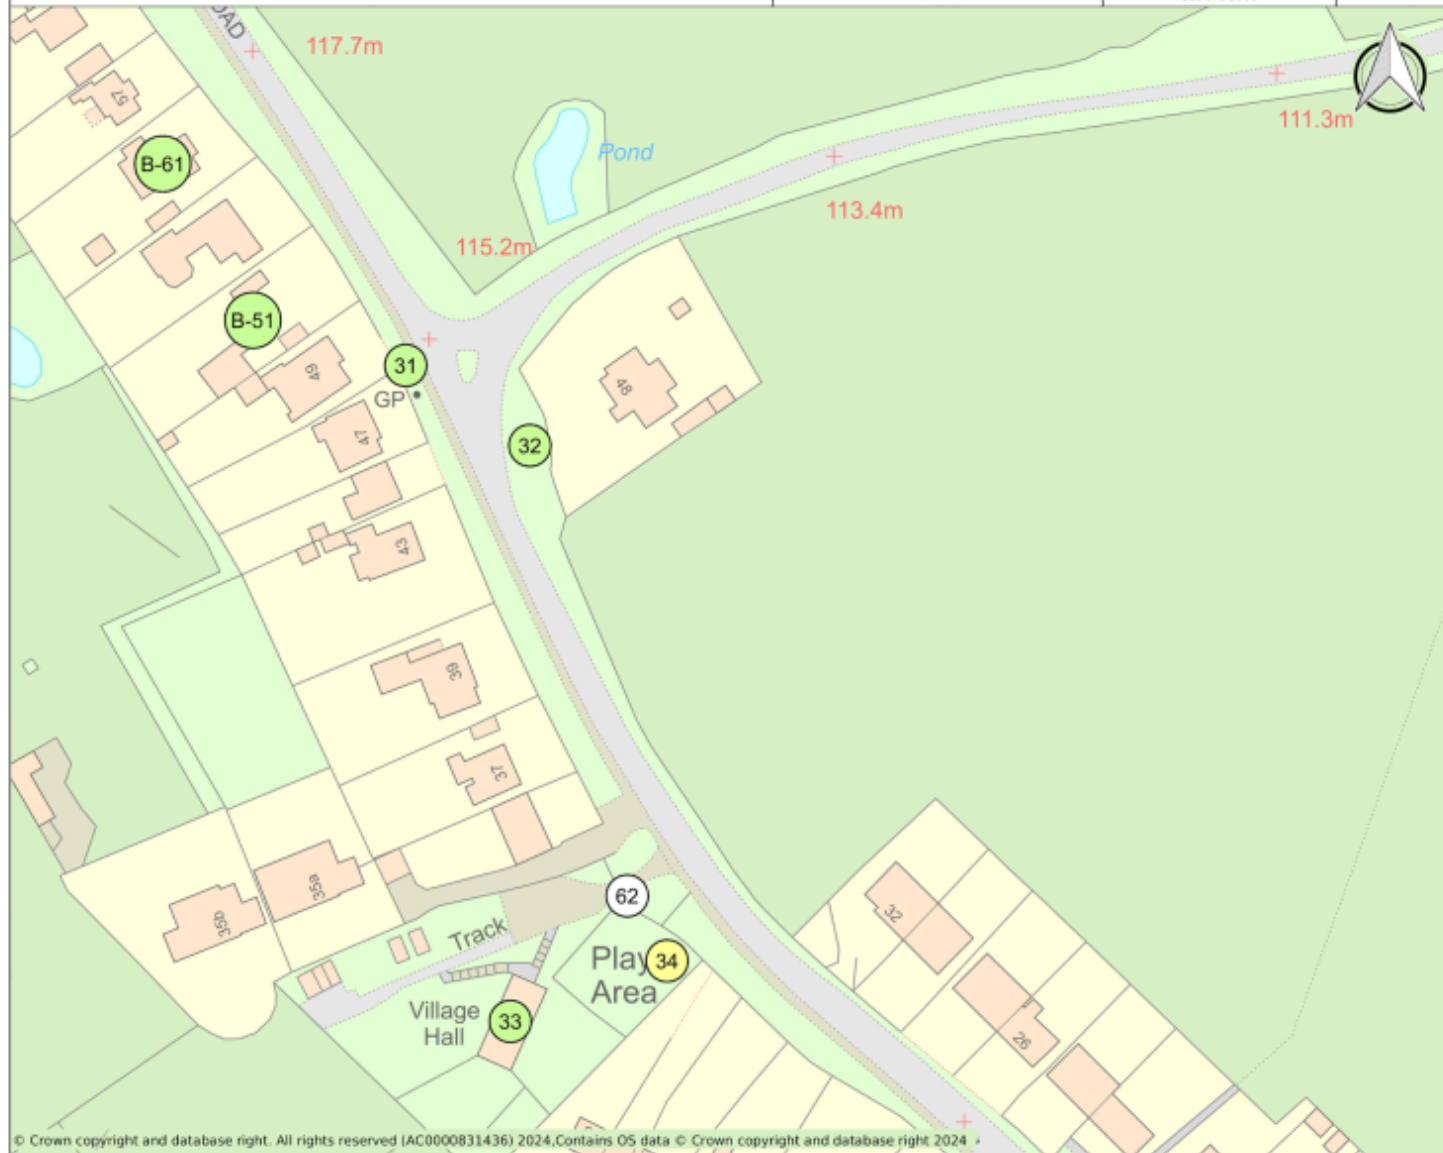 OAD
117.7m
57
111.3m
B-61
Pond
113.4m
115.2m
B-51
31
49
48
GP
47
32
43
39
37
35a
35b
62
32
Track
Play
34
Area
Village
Hall
33
26
© Crown copyright and database right. All rights reserved (AC0000831436) 2024,Contains OS data © Crown copyright and database right 2024